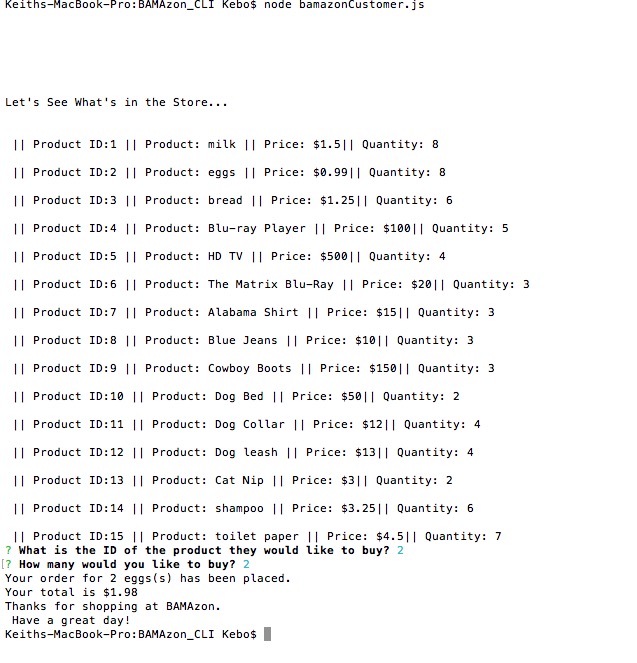 Keiths-MacBook-Pro:BAMAzon_CLI Kebo$ node bamazonCustomer.js
Let's See What's in the Store...
|| Product ID:1 || Product: milk || Price: $1.5|| Quantity: 8
|| Product ID:2 || Product: eggs || Price: $0.99|| Quantity: 8
|| Product ID:3 || Product: bread || Price: $1.25|| Quantity: 6
|| Product ID:4 || Product: Blu-ray Player || Price: $100|| Quantity: 5
|| Product ID:5 || Product: HD TV || Price: $500|| Quantity: 4
|| Product ID:6 || Product: The Matrix Blu-Ray || Price: $20|| Quantity: 3
|| Product ID:7 || Product: Alabama Shirt || Price: $15|| Quantity: 3
|| Product ID:8 || Product: Blue Jeans || Price: $10|| Quantity: 3
|| Product ID:9 || Product: Cowboy Boots || Price: $150|| Quantity: 3
|| Product ID:10 || Product: Dog Bed || Price: $50|| Quantity: 2
|| Product ID:11 || Product: Dog Collar || Price: $12|| Quantity: 4
|| Product ID:12 || Product: Dog leash || Price: $13|| Quantity: 4
|| Product ID:13 || Product: Cat Nip || Price: $3|| Quantity: 2
|| Product ID:14 || Product: shampoo || Price: $3.25|| Quantity: 6
|| Product ID:15 || Product: toilet paper || Price: $4.5|| Quantity: 7
? What is the ID of the product they would like to buy? 2
[? How many would you like to buy? 2
Your order for 2 eggs(s) has been placed.
Your total is $1.98
Thanks for shopping at BAMAzon.
Have a great day!
Keiths-MacBook-Pro:BAMAzon_CLI Kebo$